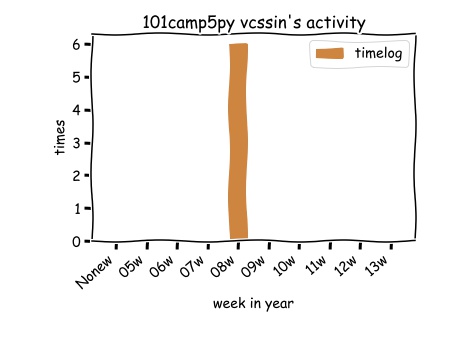 101camp5py vcssin's activity
timelog
times
6
5
4
3
2
1
0
Nonew 05w 06w 07w 08w 09w 10w 11w 12w 13w
week in year